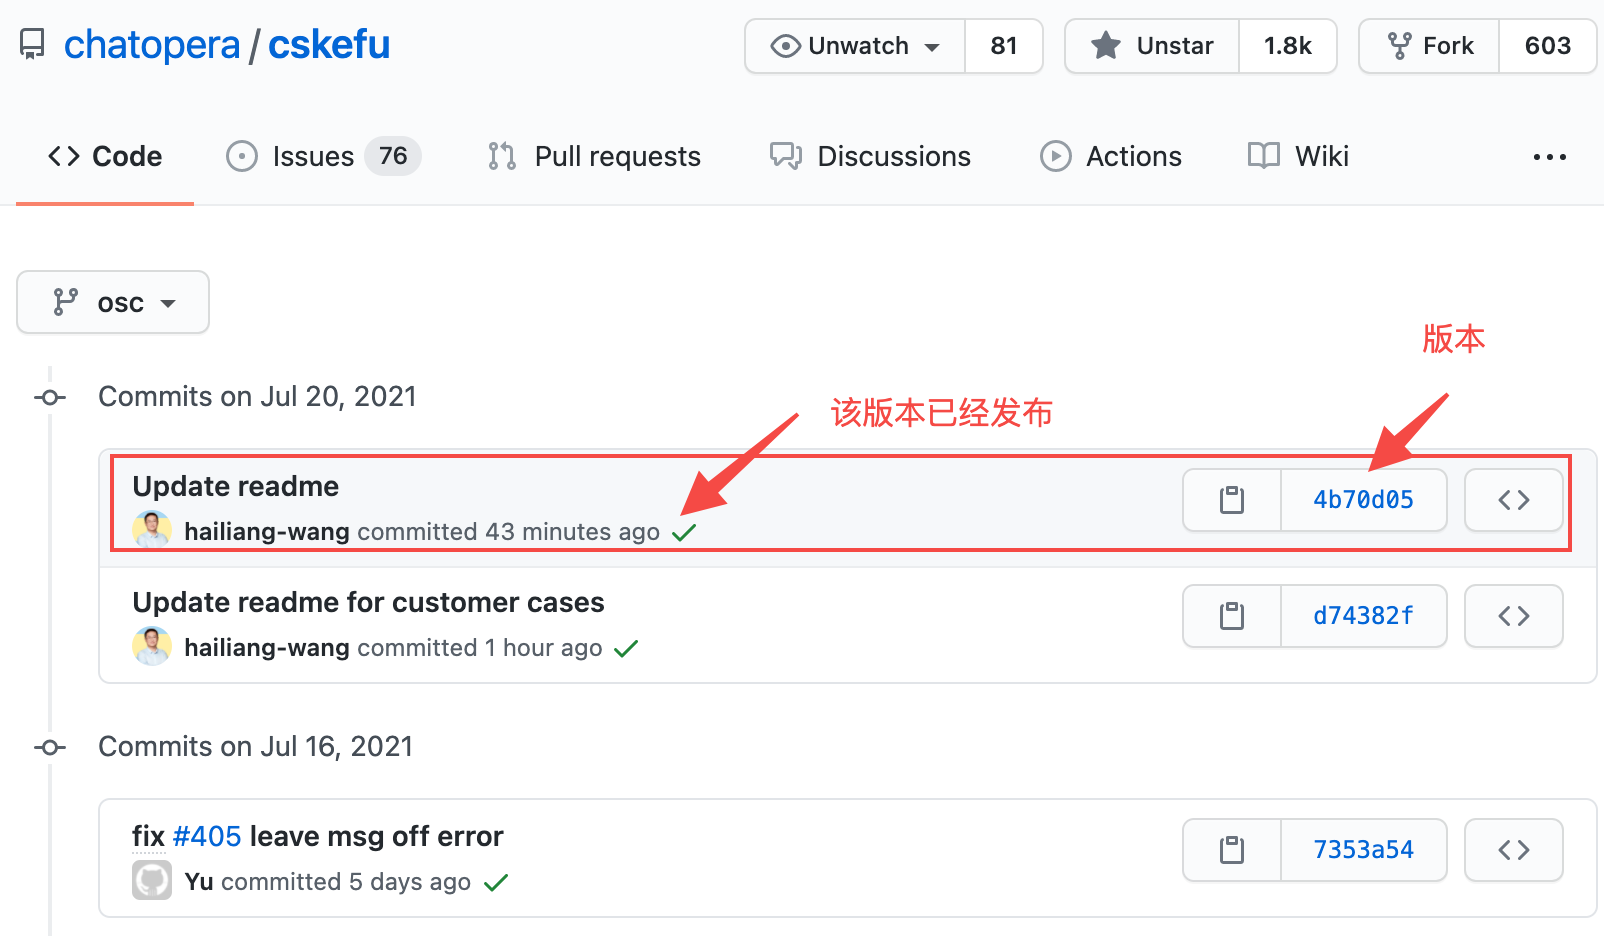 chatopera / cskefu
Unwatch 81
Unstar 1.8k
Fork 603
Code
Issues 76
Pull requests
Discussions
Actions
Wiki
osc
版本
Commits on Jul 20, 2021
该版本已经发布
Update readme
4b70d05
hailiang-wang committed 43 minutes ago
Update readme for customer cases
d74382f
hailiang-wang committed 1 hour ago
Commits on Jul 16, 2021
fix #405 leave msg off error
7353a54
Yu committed 5 days ago